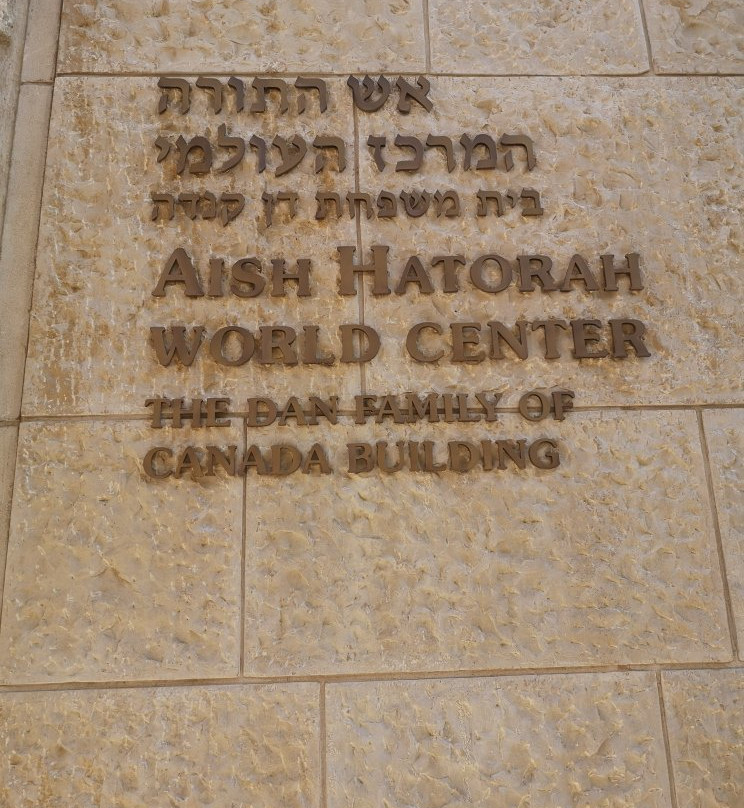 אש התורה
המרכז העולמי
בית משפחת דן קנדה
AISH HATORAH
WORLD CENTER
THE DAN FAMILY OF
CANADA BUILDING